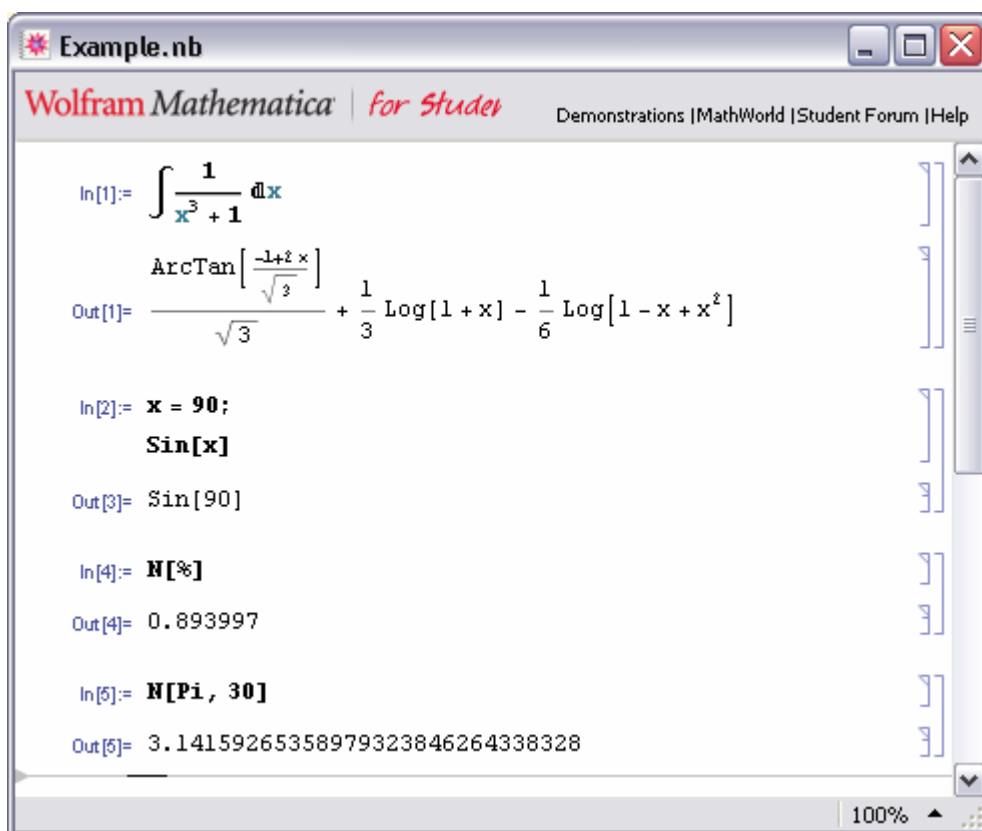 Example.nb
Wolfram Mathematica | for Studen
Demonstrations |MathWorld |Student Forum |Help
In[1]:= ∫ 1/(x^3 + 1) ⅆx
Out[1]= ArcTan[(-1+2 x)/√3]/√3 + 1/3 Log[1 + x] - 1/6 Log[1 - x + x^2]
In[2]:= x = 90;
Sin[x]
Out[3]= Sin[90]
In[4]:= N[%]
Out[4]= 0.893997
In[5]:= N[Pi, 30]
Out[5]= 3.14159265358979323846264338328
100%